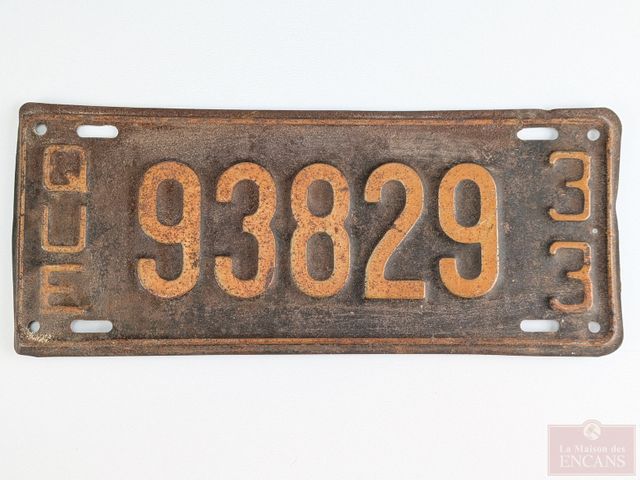 QUE
93829
33
La Maison des
ENCANS